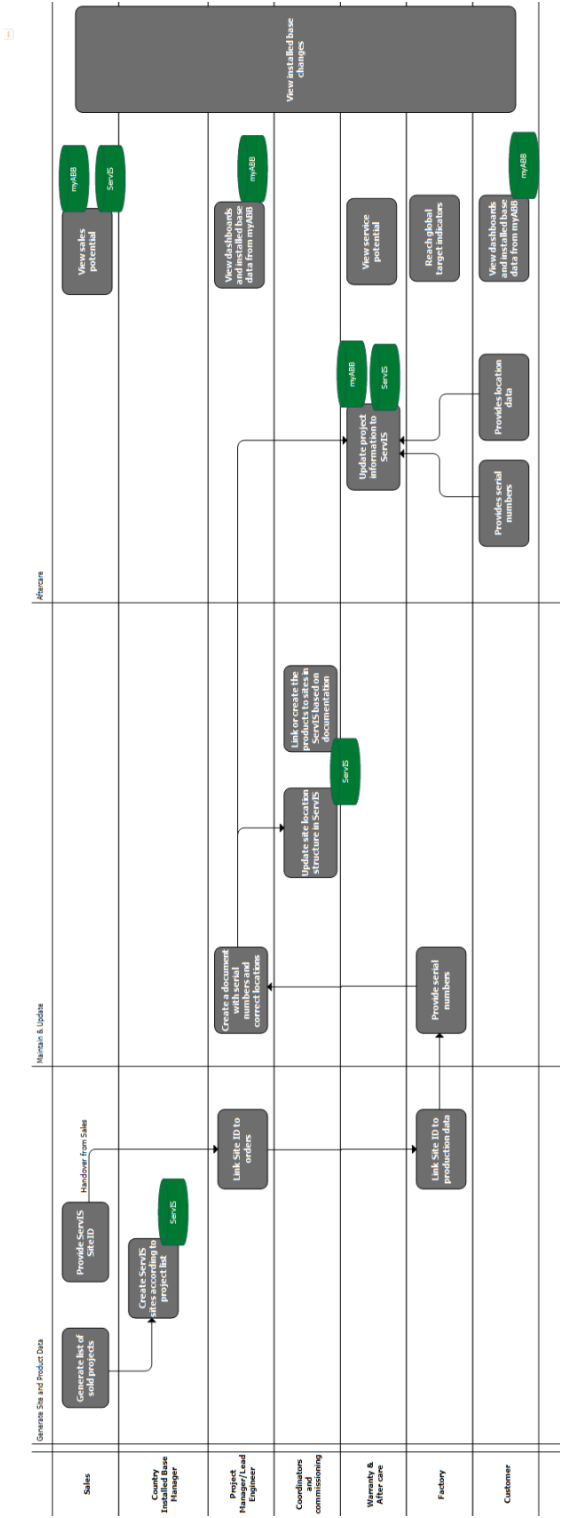 Generate Site and Product Data
Maintain & Update
Aftercare
Sales
Generate list of
sold projects
Provide ServIS
SiteID
Handover from Sales
View sales
potential
myABB
ServIS
View installed base
changes
Country
Installed Base
Manager
Create ServIS
sites according to
project list
ServIS
Project
Manager/Lead
Engineer
Link Site ID to
orders
Create a document
with serial
numbers and
correct locations
View dashboards
and installed base
data from myABB
myABB
Coordinators
and
commissioning
Update site location
structure in ServIS
Link or create the
products to sites in
ServIS based on
documentation
ServIS
Warranty &
After care
Update project
information to
ServIS
myABB
ServIS
View service
potential
Factory
Link Site ID to
production data
Provide serial
numbers
Reach global
target indicators
Customer
Provides serial
numbers
Provides location
data
View dashboards
and installed base
data from myABB
myABB